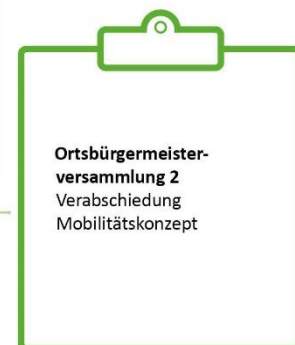 Ortsbürgermeister-
versammlung 2
Verabschiedung
Mobilitätskonzept